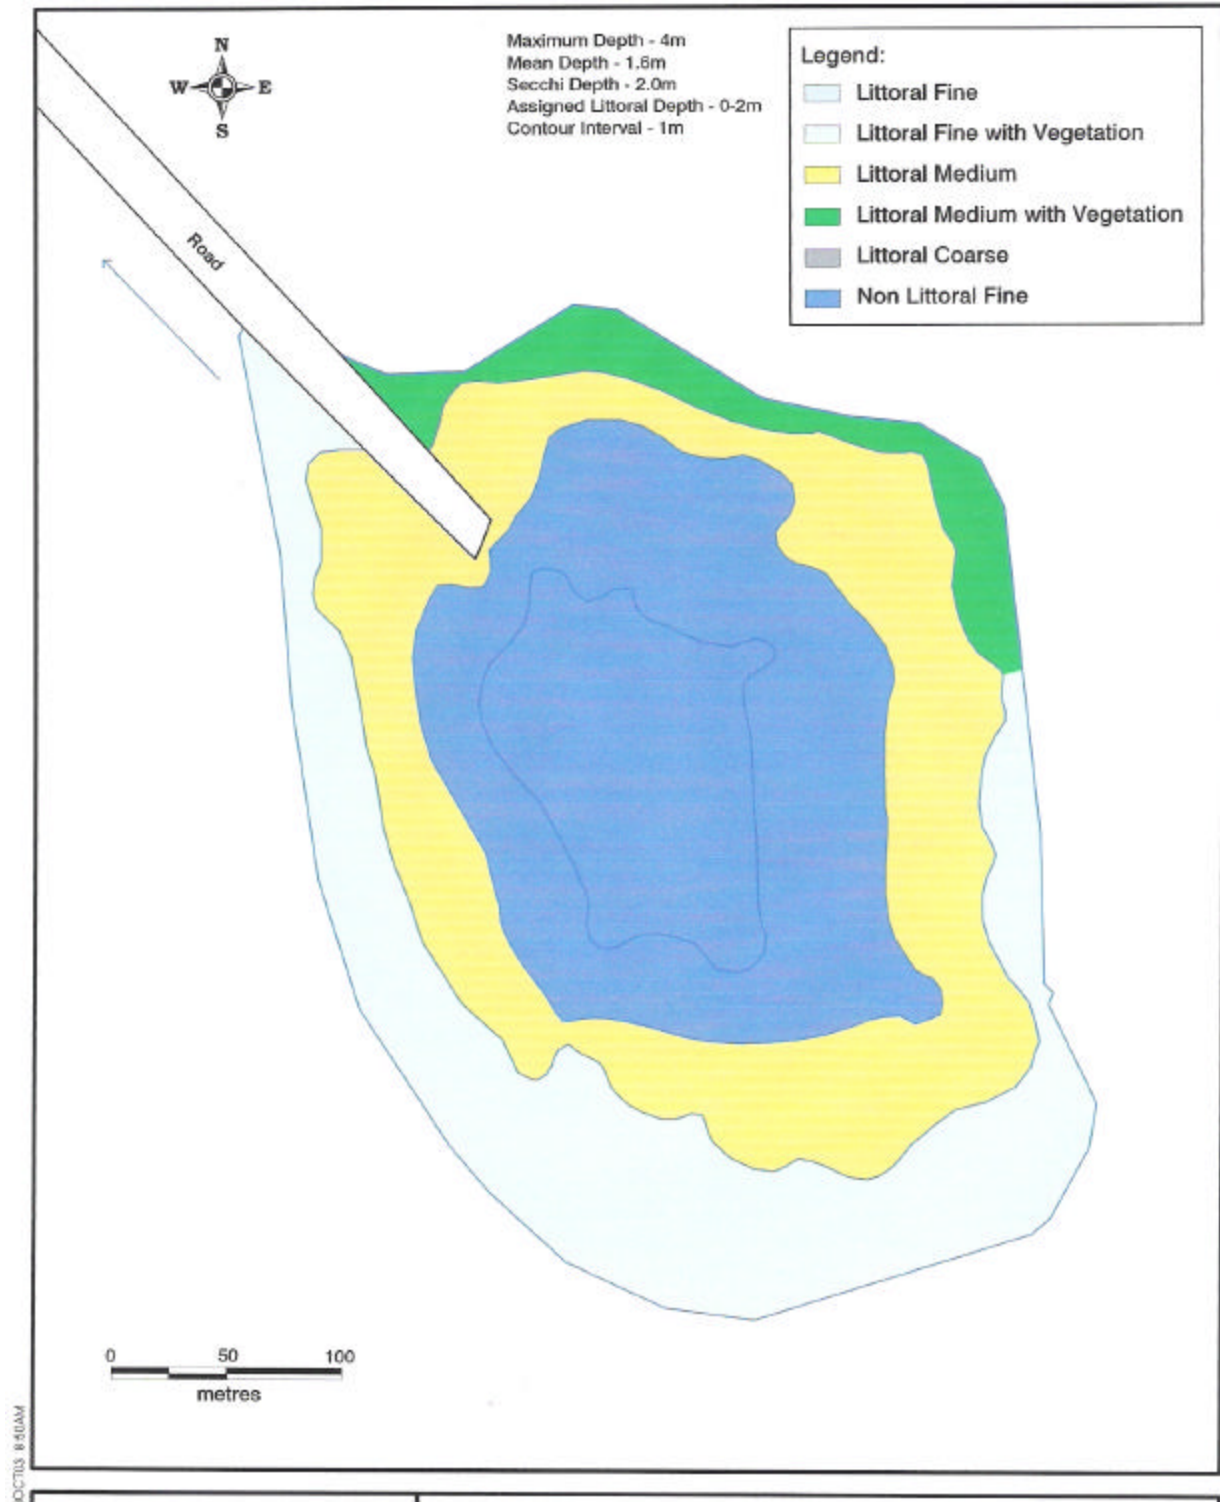 N
W E
S
Maximum Depth - 4m
Mean Depth - 1.6m
Secchi Depth - 2.0m
Assigned Littoral Depth - 0-2m
Contour Interval - 1m
Legend:
Littoral Fine
Littoral Fine with Vegetation
Littoral Medium
Littoral Medium with Vegetation
Littoral Coarse
Non Littoral Fine
Road
0 50 100
metres
8:50AM